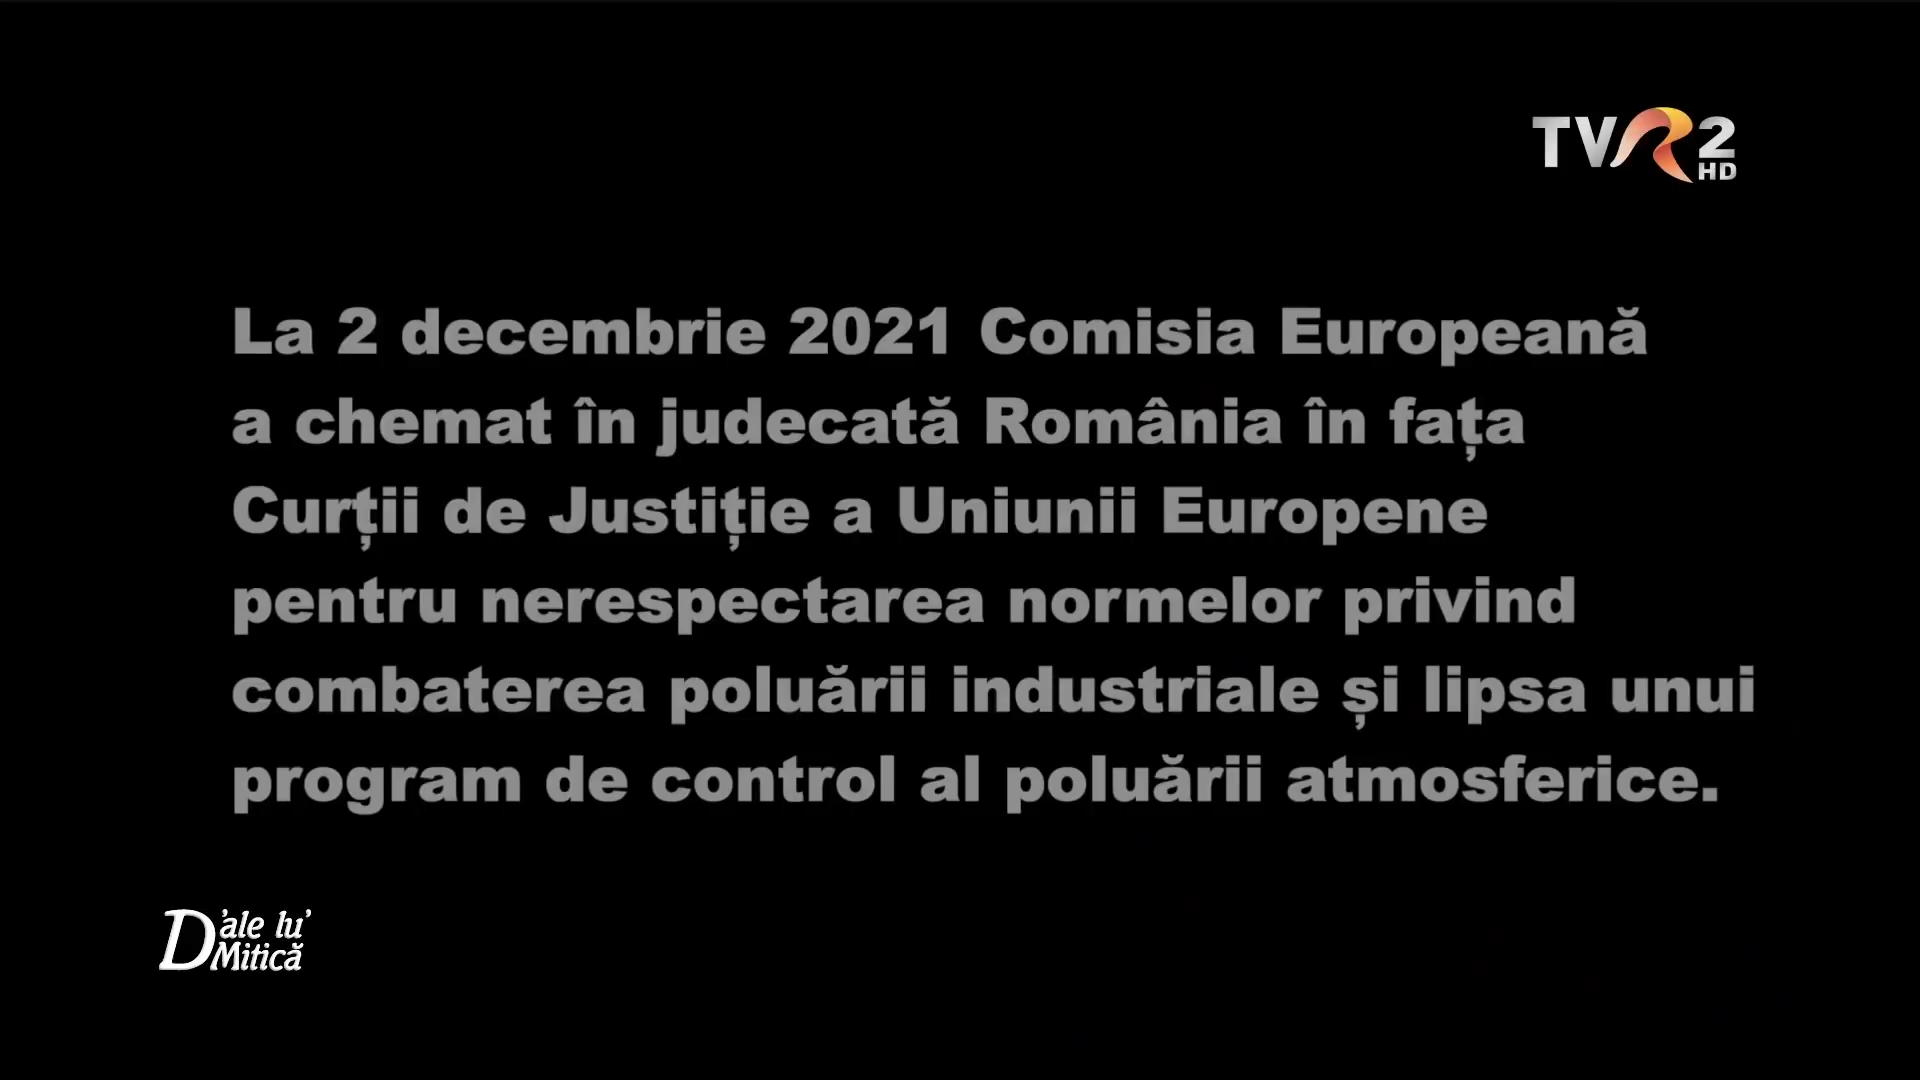 TVR2
HD
La 2 decembrie 2021 Comisia Europeană
a chemat în judecată România în fața
Curții de Justiție a Uniunii Europene
pentru nerespectarea normelor privind
combaterea poluării industriale și lipsa unui
program de control al poluării atmosferice.
D'ale lu'
Mitică